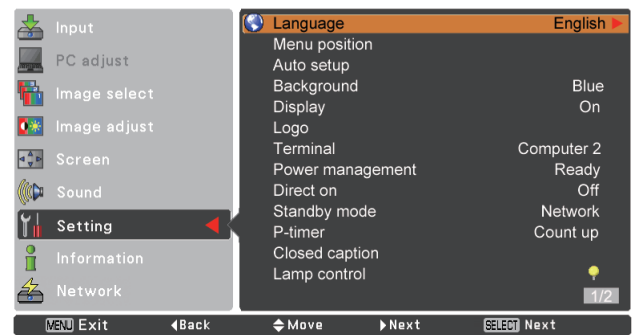 Input
PC adjust
Image select
Image adjust
Screen
Sound
Setting
Information
Network
Language English
Menu position
Auto setup
Background Blue
Display On
Logo
Terminal Computer 2
Power management Ready
Direct on Off
Standby mode Network
P-timer Count up
Closed caption
Lamp control
1/2
MENU Exit Back Move Next SELECT Next